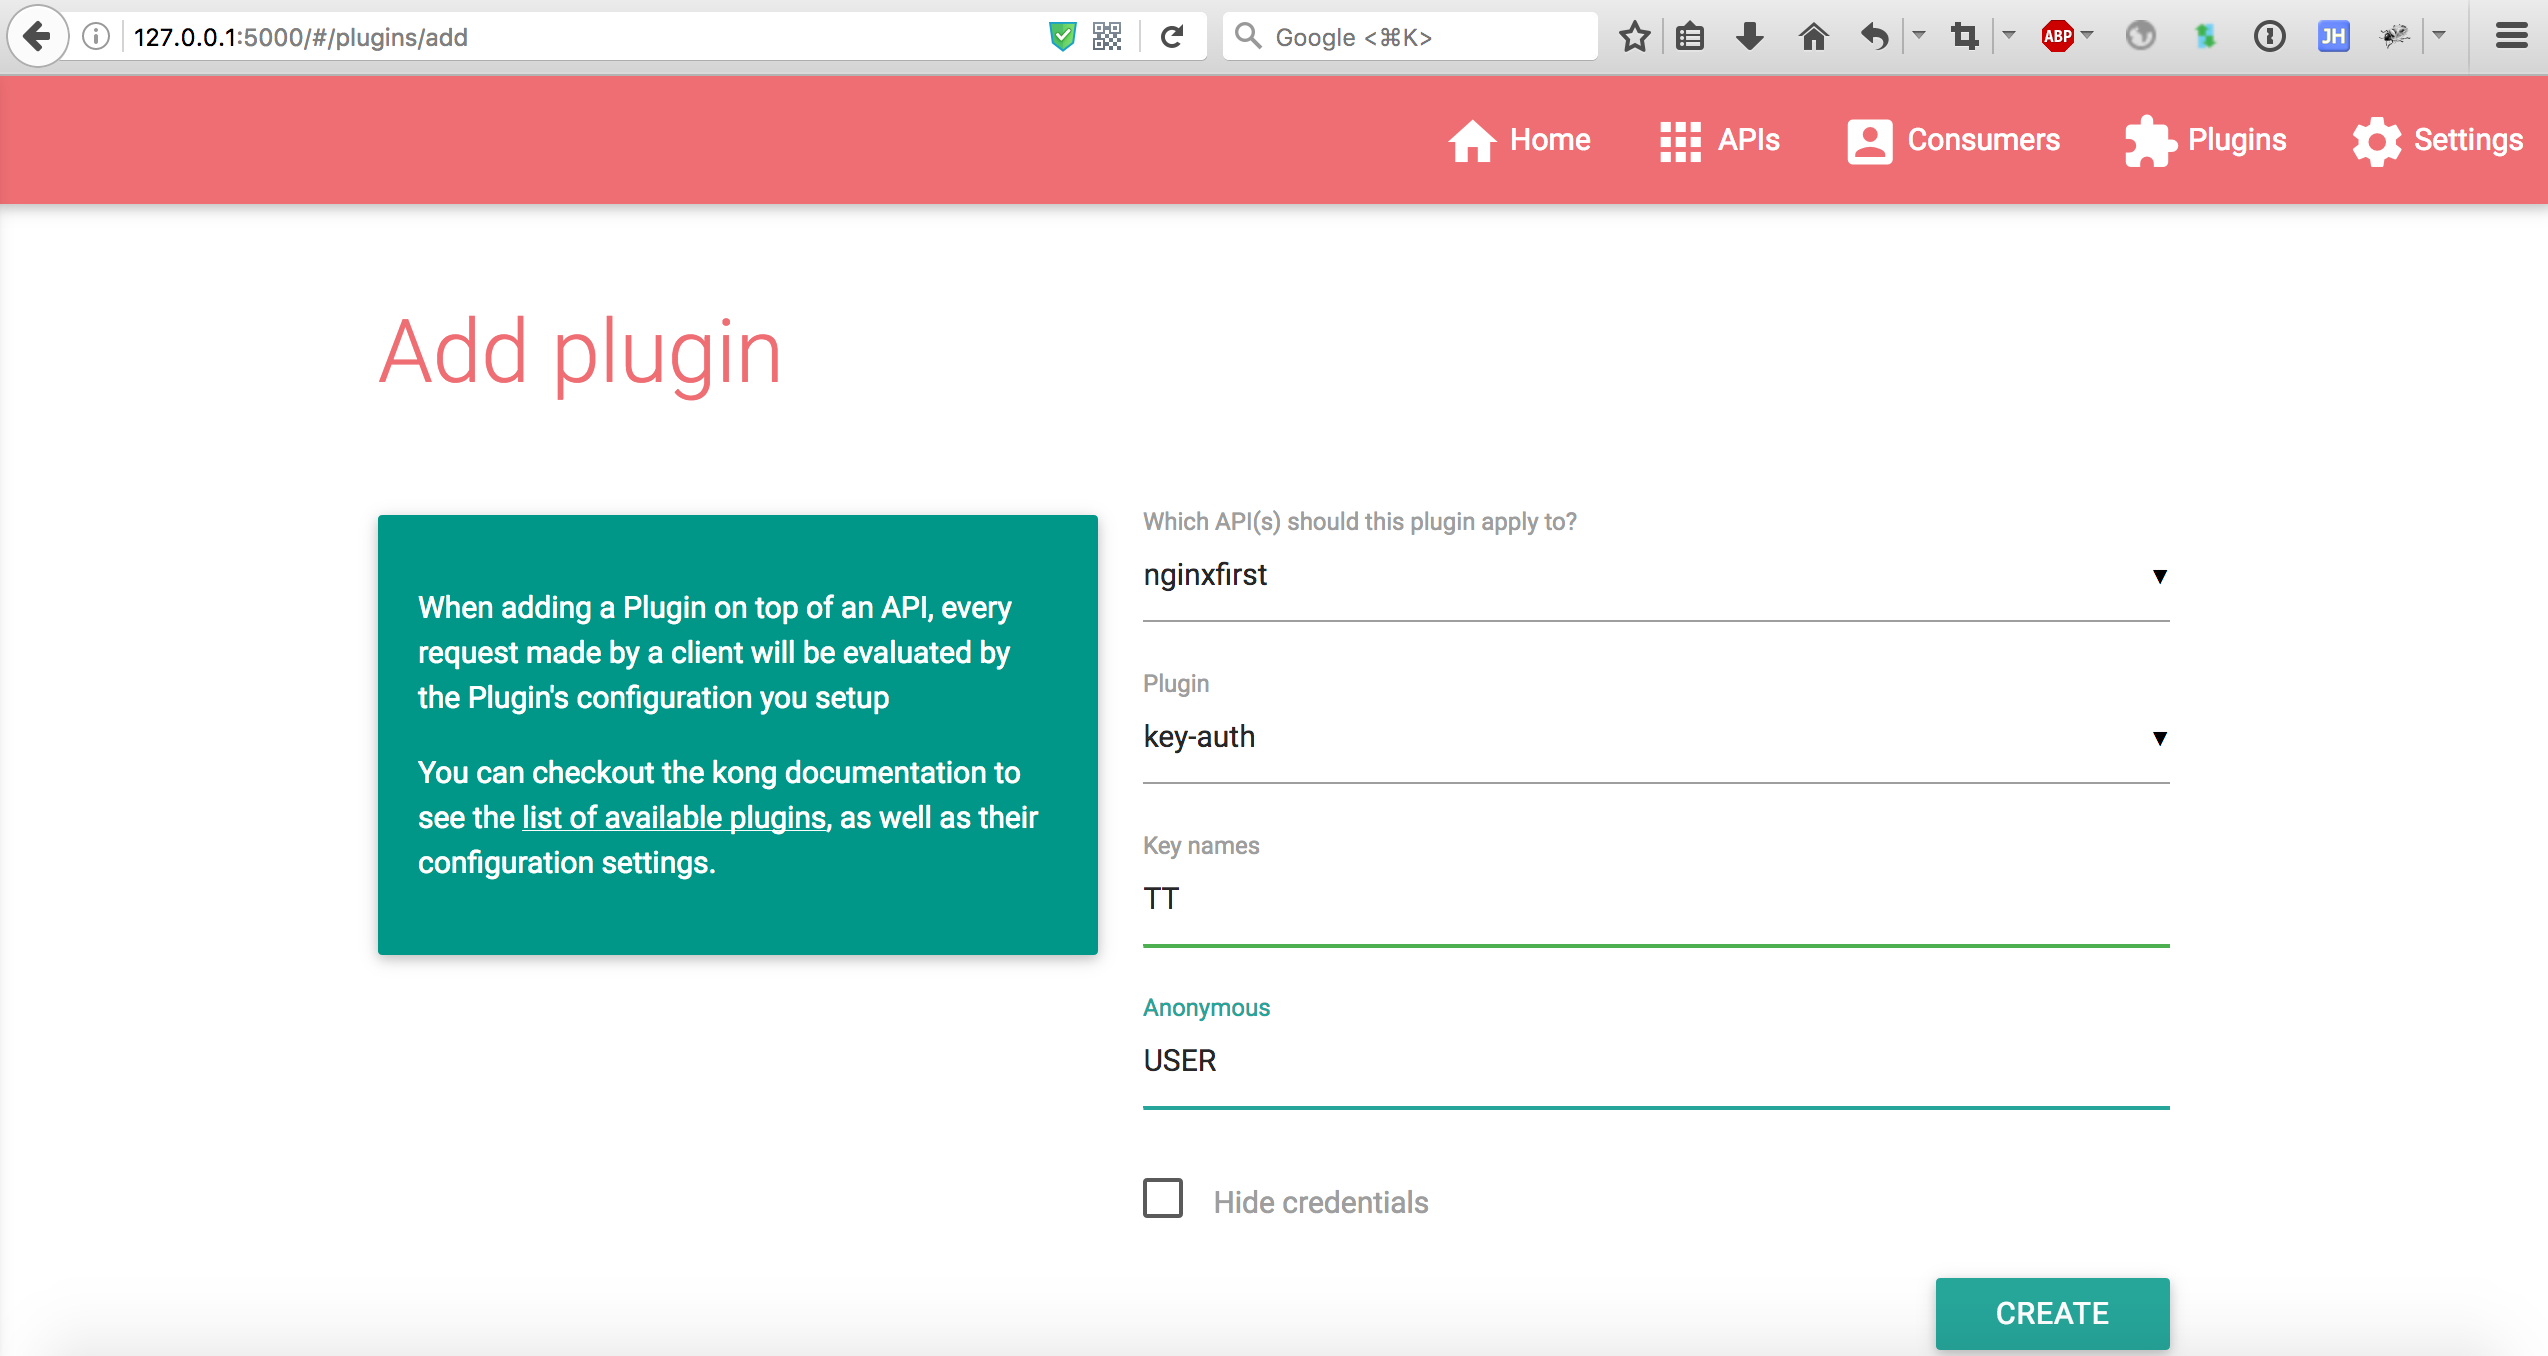 127.0.0.1:5000/#/plugins/add
Google <⌘K>
ABP
JH
Home
APIs
Consumers
Plugins
Settings
Add plugin
When adding a Plugin on top of an API, every
request made by a client will be evaluated by
the Plugin's configuration you setup
You can checkout the kong documentation to
see the list of available plugins, as well as their
configuration settings.
Which API(s) should this plugin apply to?
nginxfirst
Plugin
key-auth
Key names
TT
Anonymous
USER
Hide credentials
CREATE